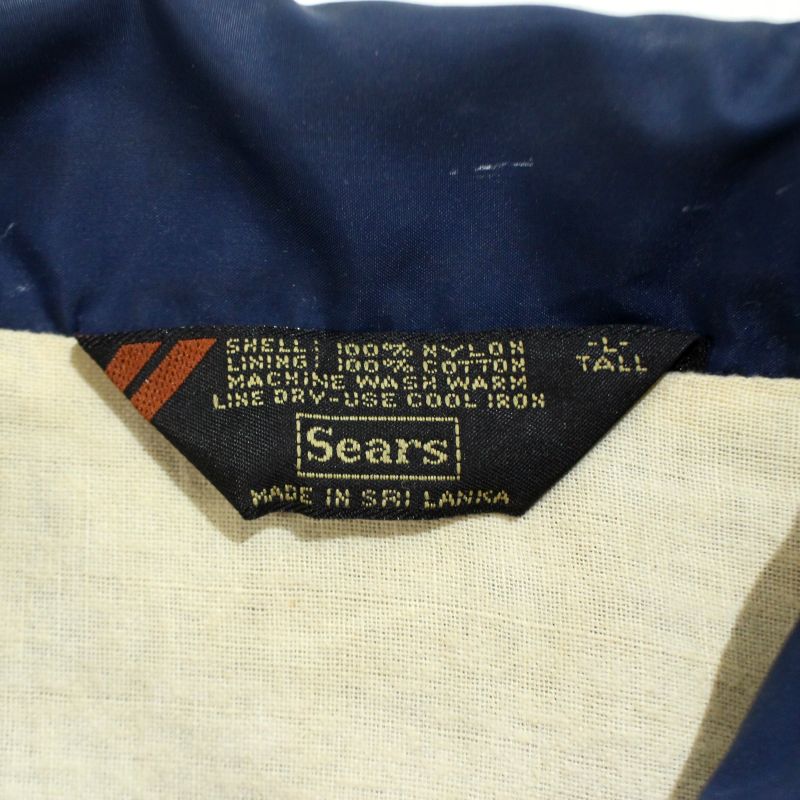 SHELL: 100% NYLON
LINING: 100% COTTON
MACHINE WASH WARM
LINE DRY-USE COOL IRON
-L-
TALL
Sears
MADE IN SRI LANKA